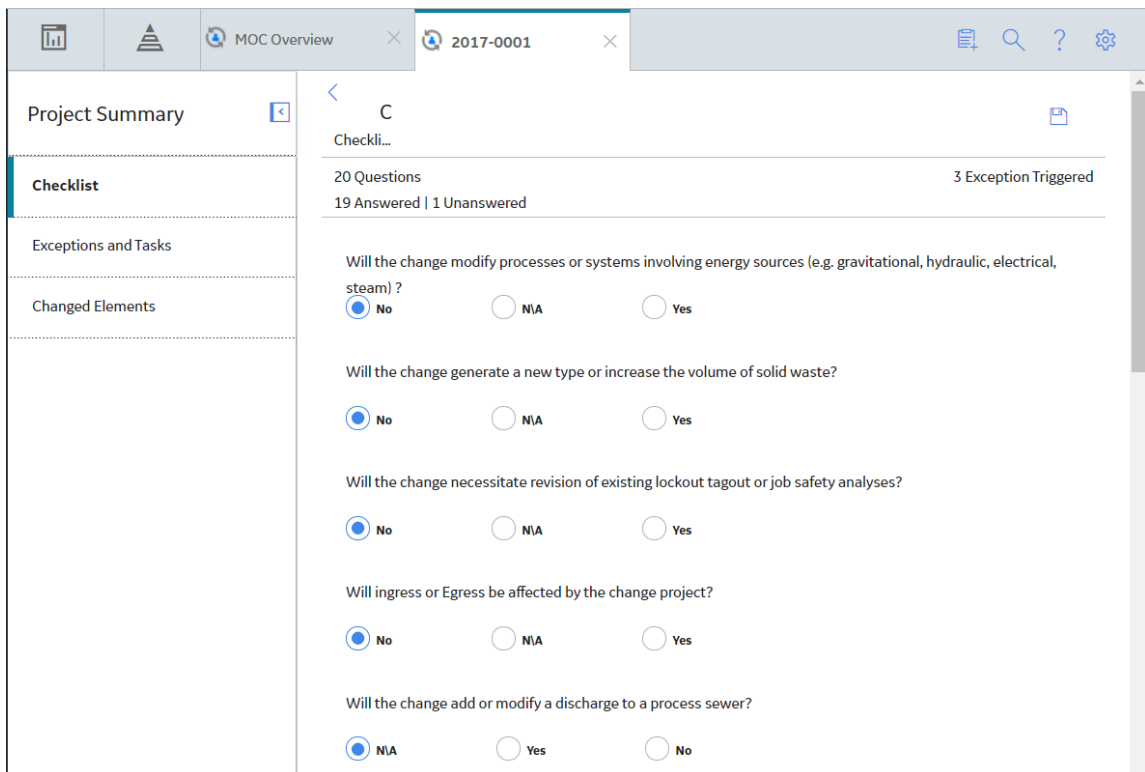 MOC Overview
2017-0001
Project Summary
Checklist
Exceptions and Tasks
Changed Elements
C
Checkli...
20 Questions
3 Exception Triggered
19 Answered | 1 Unanswered
Will the change modify processes or systems involving energy sources (e.g. gravitational, hydraulic, electrical,
steam) ?
No N\A Yes
Will the change generate a new type or increase the volume of solid waste?
No N\A Yes
Will the change necessitate revision of existing lockout tagout or job safety analyses?
No N\A Yes
Will ingress or Egress be affected by the change project?
No N\A Yes
Will the change add or modify a discharge to a process sewer?
N\A Yes No